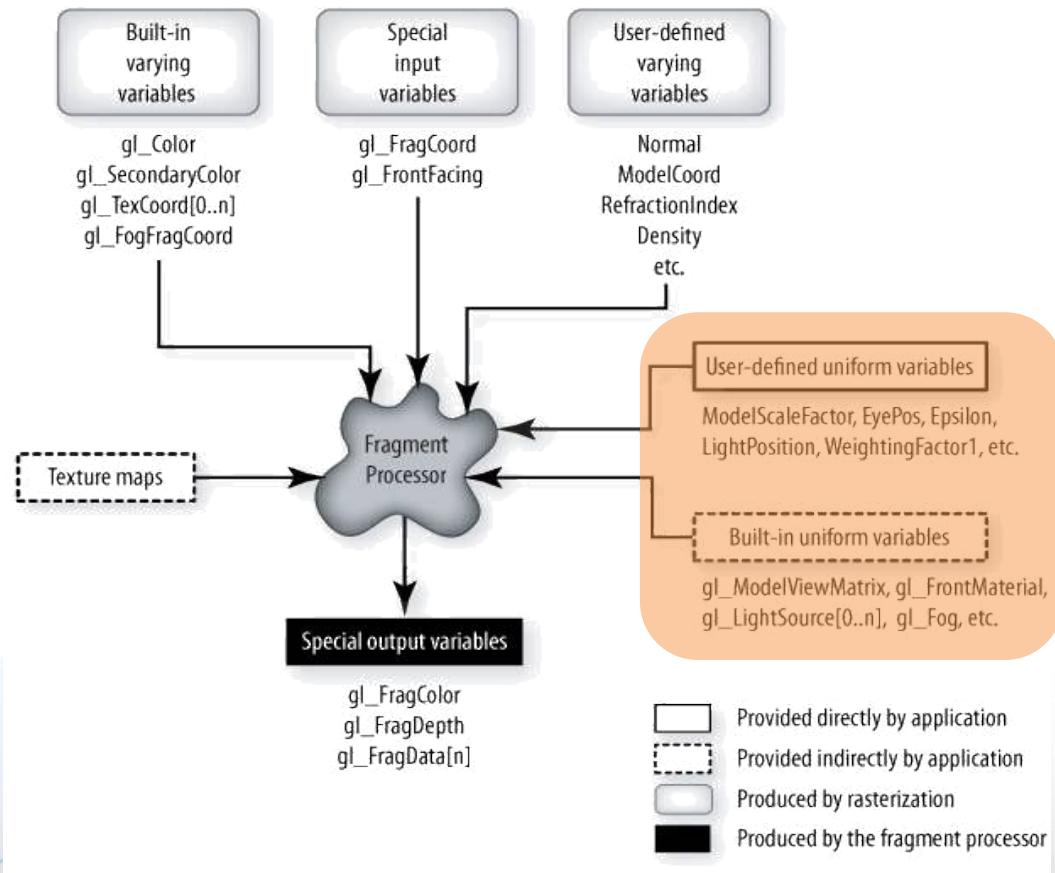 Built-in
varying
variables
gl_Color
gl_SecondaryColor
gl_TexCoord[0..n]
gl_FogFragCoord
Special
input
variables
gl_FragCoord
gl_FrontFacing
User-defined
varying
variables
Normal
ModelCoord
RefractionIndex
Density
etc.
User-defined uniform variables
ModelScaleFactor, EyePos, Epsilon,
LightPosition, WeightingFactor1, etc.
Fragment
Processor
Texture maps
Built-in uniform variables
gl_ModelViewMatrix, gl_FrontMaterial,
gl_LightSource[0..n], gl_Fog, etc.
Special output variables
gl_FragColor
gl_FragDepth
gl_FragData[n]
Provided directly by application
Provided indirectly by application
Produced by rasterization
Produced by the fragment processor